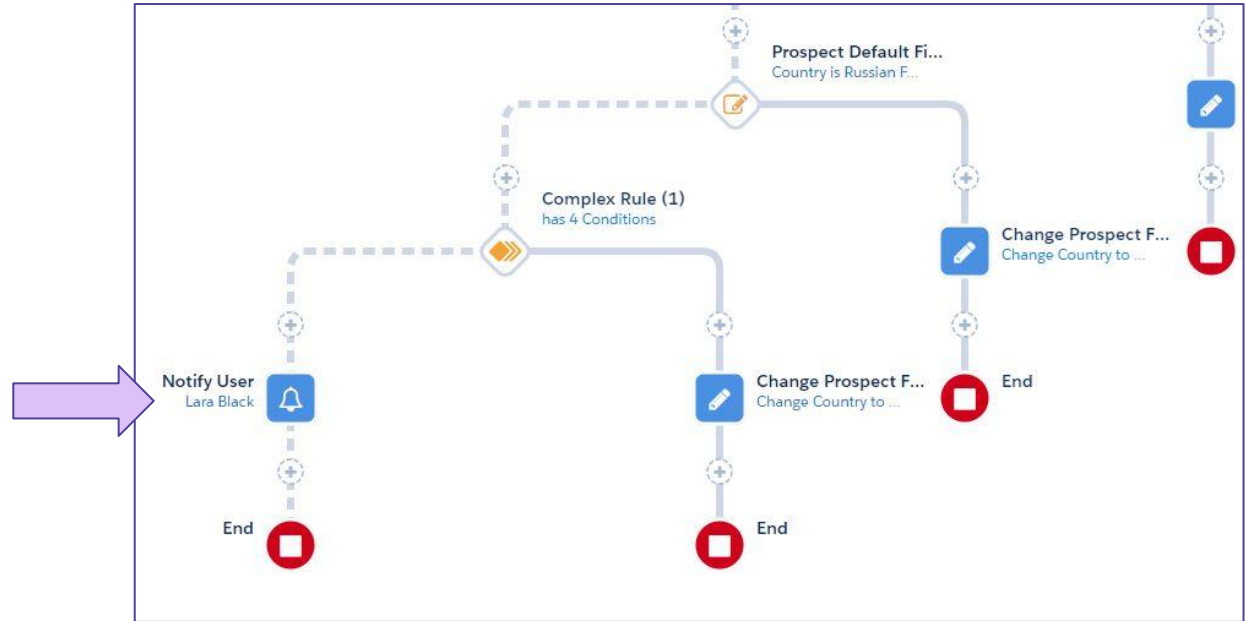 Prospect Default Fi...
Country is Russian F...
Complex Rule (1)
has 4 Conditions
Change Prospect F...
Change Country to ...
Notify User
Lara Black
Change Prospect F...
Change Country to ...
End
End
End